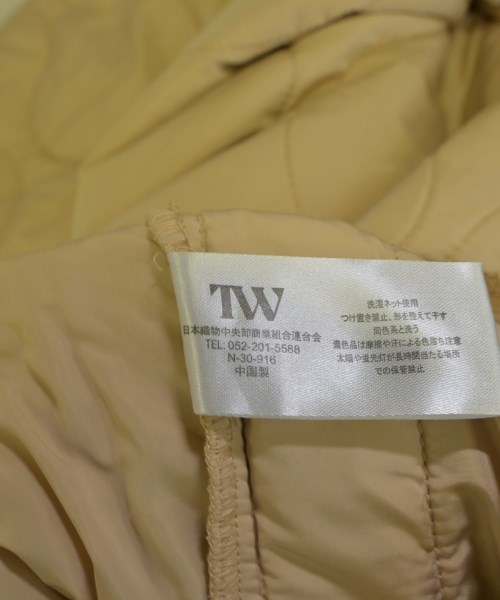 TW
日本織物中央卸商業組合連合会
TEL: 052-201-5588
N-30-916
中国製
洗濯ネット使用
つけ置き禁止、形を整えて干す
同色系と洗う
濃色品は摩擦や汗による色落ち注意
太陽や蛍光灯が長時間当たる場所
での保管禁止